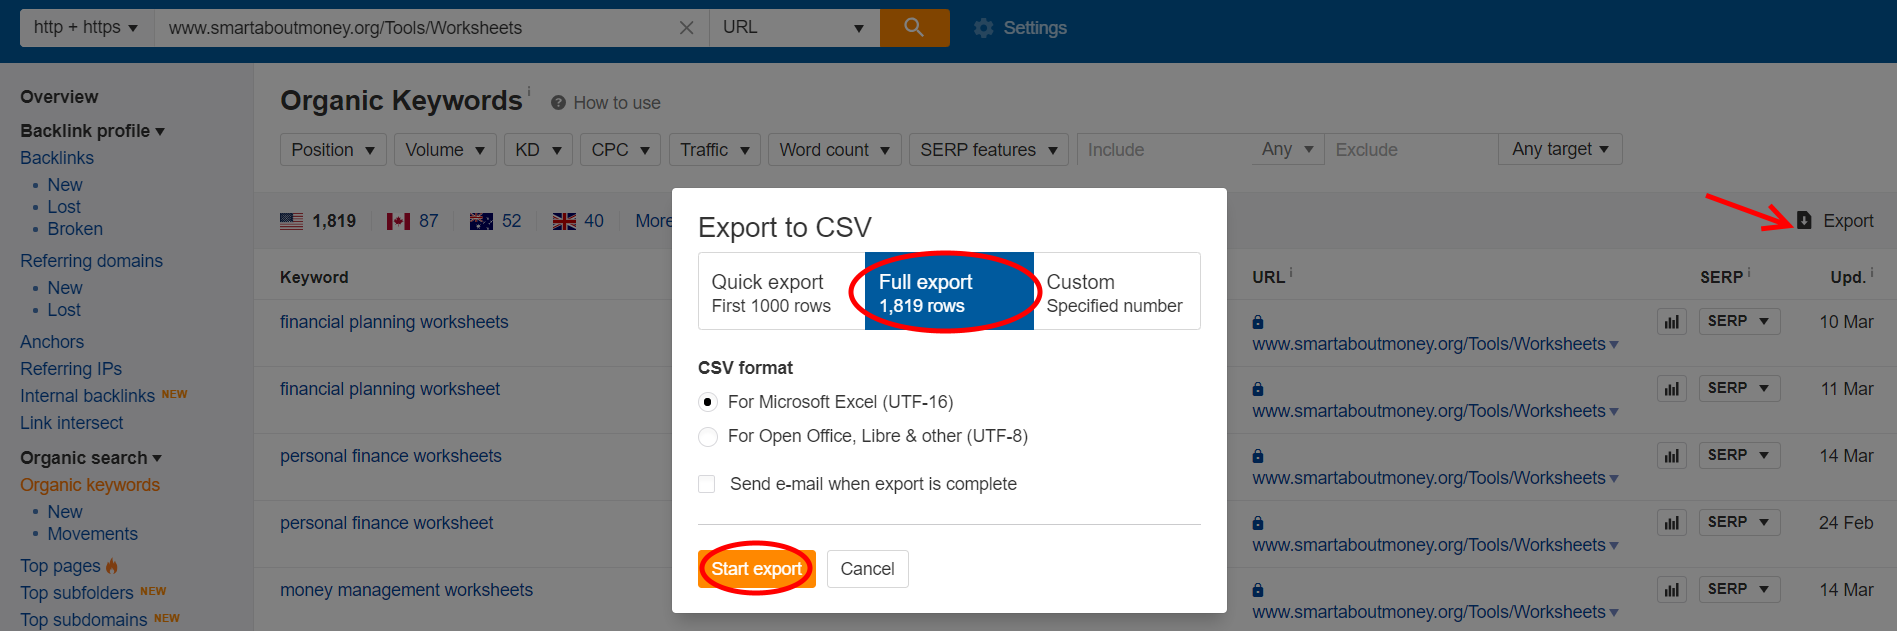 http + https www.smartaboutmoney.org/Tools/Worksheets URL Settings
Overview
Backlink profile
Backlinks
New
Lost
Broken
Referring domains
New
Lost
Anchors
Referring IPs
Internal backlinks NEW
Link intersect
Organic search
Organic keywords
New
Movements
Top pages
Top subfolders NEW
Top subdomains NEW
Organic Keywords i ? How to use
Position Volume KD CPC Traffic Word count SERP features Include Any Exclude Any target
1,819 87 52 40 More
Export
Keyword URL i SERP i Upd. i
financial planning worksheets
www.smartaboutmoney.org/Tools/Worksheets
SERP 10 Mar
financial planning worksheet
www.smartaboutmoney.org/Tools/Worksheets
SERP 11 Mar
personal finance worksheets
www.smartaboutmoney.org/Tools/Worksheets
SERP 14 Mar
personal finance worksheet
www.smartaboutmoney.org/Tools/Worksheets
SERP 24 Feb
money management worksheets
www.smartaboutmoney.org/Tools/Worksheets
SERP 14 Mar
Export to CSV
Quick export
First 1000 rows
Full export
1,819 rows
Custom
Specified number
CSV format
For Microsoft Excel (UTF-16)
For Open Office, Libre & other (UTF-8)
Send e-mail when export is complete
Start export Cancel